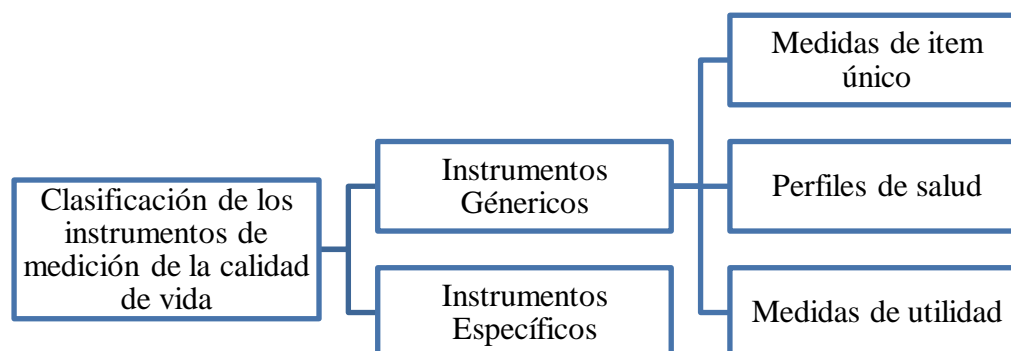 Clasificación de los
instrumentos de
medición de la calidad
de vida
Instrumentos
Génericos
Instrumentos
Específicos
Medidas de item
único
Perfiles de salud
Medidas de utilidad